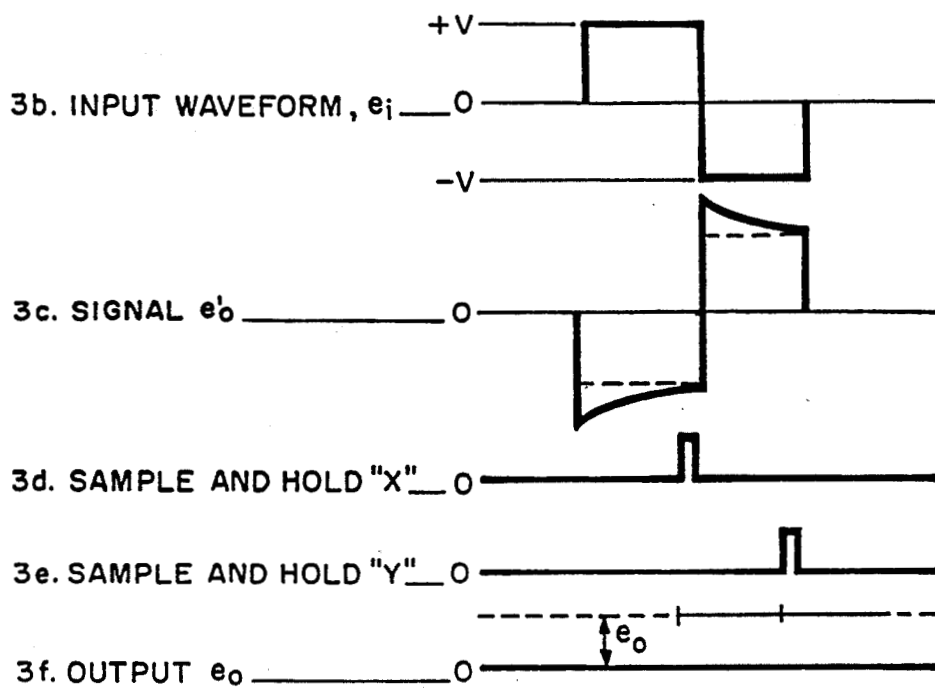 +V
3b. INPUT WAVEFORM, ei 0
-V
3c. SIGNAL e'o 0
3d. SAMPLE AND HOLD "X" 0
3e. SAMPLE AND HOLD "Y" 0
eo
3f. OUTPUT eo 0